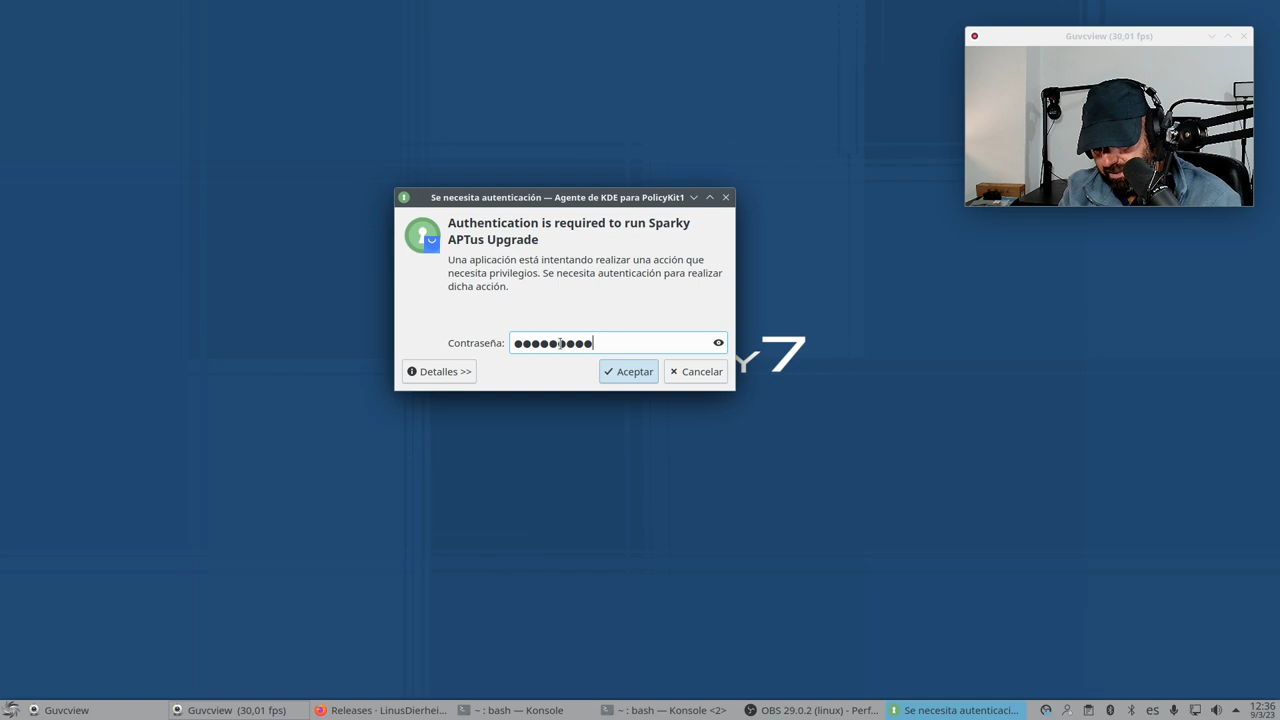 Guvcview (30,01 fps)
Se necesita autenticación — Agente de KDE para PolicyKit1
Authentication is required to run Sparky
APTus Upgrade
Una aplicación está intentando realizar una acción que
necesita privilegios. Se necesita autenticación para realizar
dicha acción.
Contraseña: ●●●●●●●●●
Detalles >>
Aceptar
Cancelar
y7
Guvcview
Guvcview (30,01 fps)
Releases · LinusDierhei...
~ : bash — Konsole
~ : bash — Konsole <2>
OBS 29.0.2 (linux) - Perf...
Se necesita autenticaci...
es
12:36
9/3/23